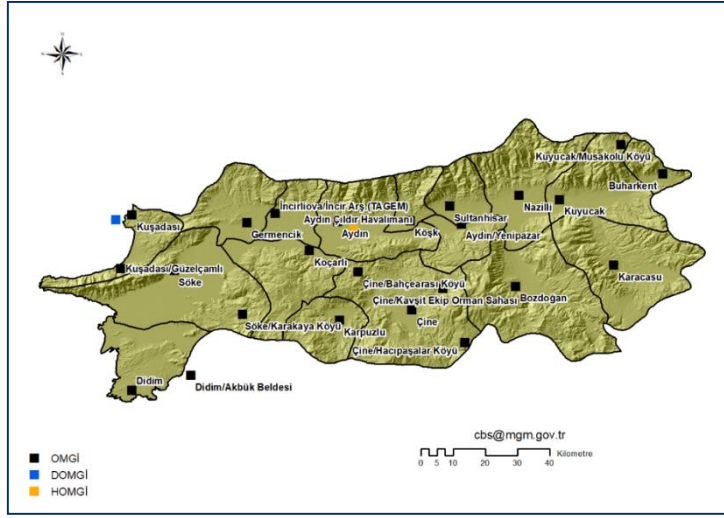 Kuyucak/Musakolu Köyü
Buharkent
İncirliova/İncir Arş.(TAGEM)
Nazilli
Kuşadası
Aydın Çıldır Havalimanı
Sultanhisar
Kuyucak
Germencik
Aydın
Köşk
Aydın/Yenipazar
Koçarlı
Kuşadası/Güzelçamlı
Karacasu
Söke
Çine/Bahçearası Köyü
Çine/Kavşit Ekip Orman Sahası
Bozdoğan
Söke/Karakaya Köyü
Karpuzlu
Çine
Çine/Hacıpaşalar Köyü
Didim
Didim/Akbük Beldesi
cbs@mgm.gov.tr
Kilometre
0 5 10 20 30 40
OMGİ
DOMGİ
HOMGİ